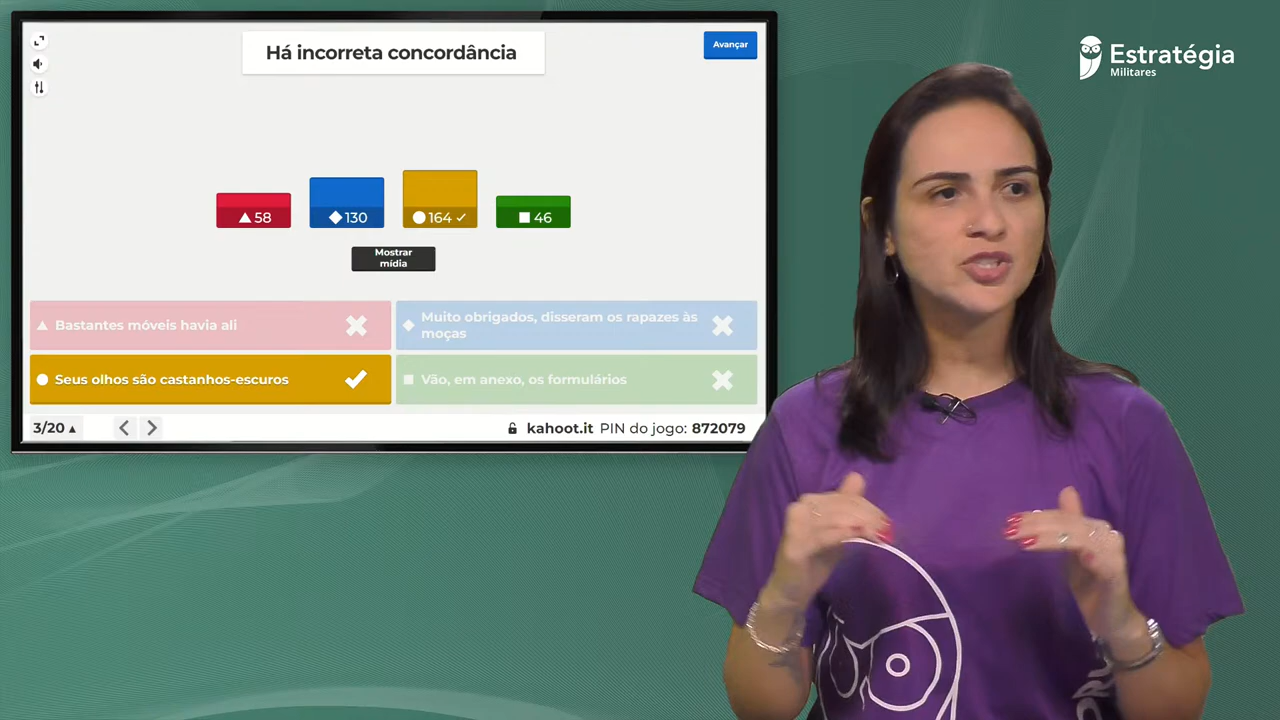 Há incorreta concordância
Avançar
Estratégia
Militares
58
130
164
46
Mostrar
mídia
Bastantes móveis havia ali
Muito obrigados, disseram os rapazes às
moças
Seus olhos são castanhos-escuros
Vão, em anexo, os formulários
3/20
kahoot.it PIN do jogo: 872079